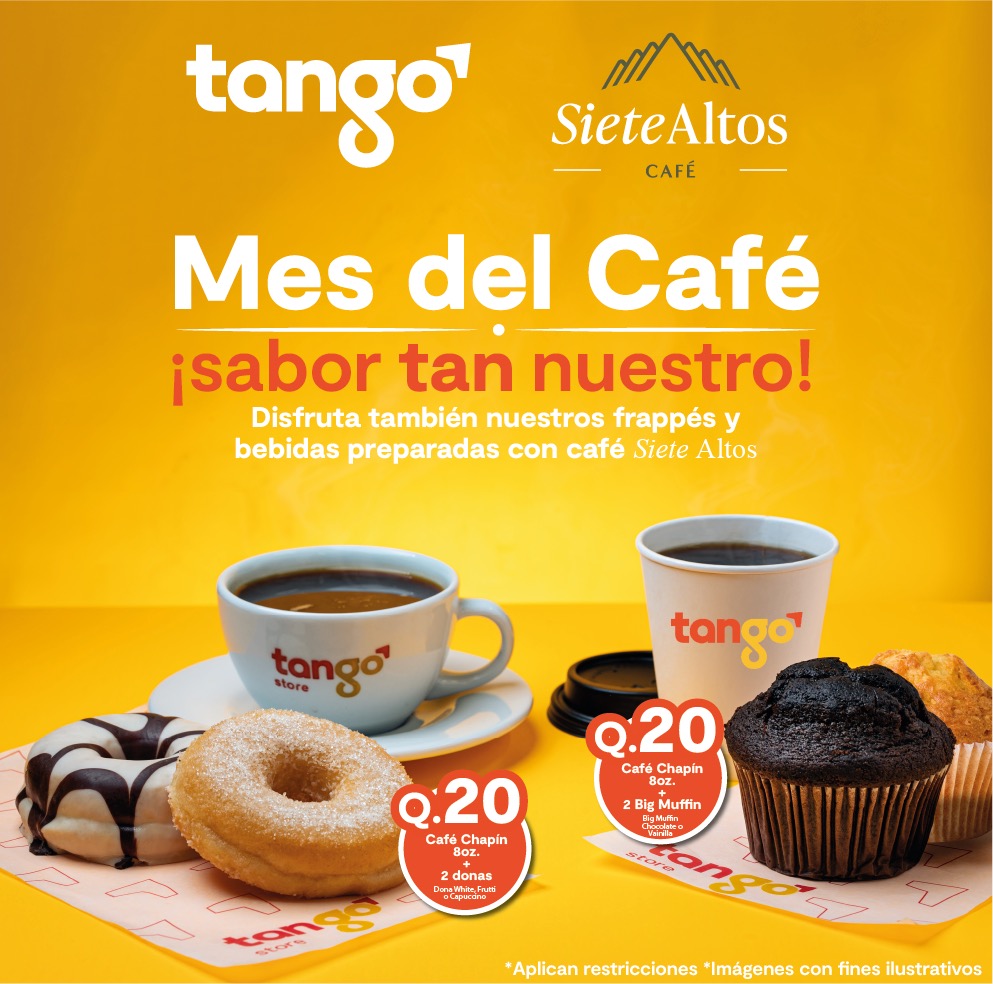 tango
SieteAltos
CAFÉ
Mes del Café
¡sabor tan nuestro!
Disfruta también nuestros frappés y
bebidas preparadas con café Siete Altos
tango
tango
store
Q.20
Café Chapín
8oz.
+
2 Big Muffin
Big Muffin
Chocolate o
Vainilla
Q.20
Café Chapín
8oz.
+
2 donas
Dona White, Frutti
o Capuccino
tango
store
tango
store
*Aplican restricciones *Imágenes con fines ilustrativos